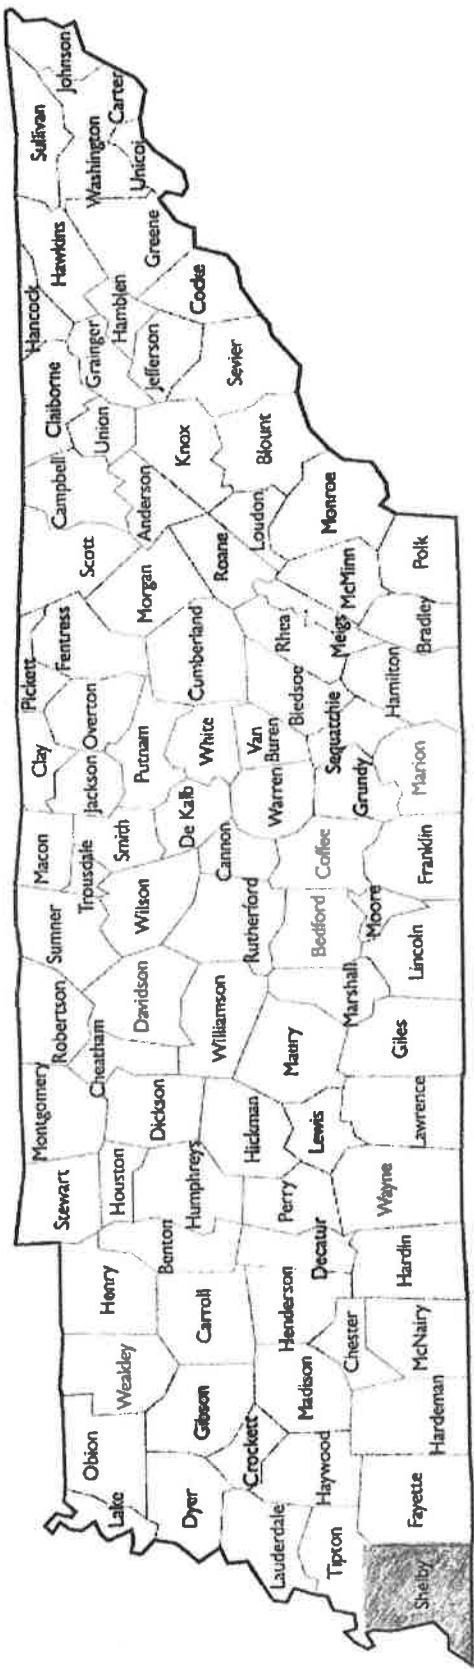 Johnson
Sullivan
Carter
Washington
Unicoi
Hawkins
Greene
Hancock
Hamblen
Cocke
Grainger
Jefferson
Claiborne
Sevier
Union
Knox
Blount
Campbell
Anderson
Loudon
Monroe
Scott
Roane
McMinn
Polk
Morgan
Pickett
Fentress
Cumberland
Rhea
Meigs
Bradley
Bledsoe
Hamilton
Clay
Overton
Putnam
White
Van
Buren
Sequatchie
Jackson
Warren
Grundy
Marion
De Kalb
Macon
Smith
Trousdale
Cannon
Coffee
Franklin
Sumner
Wilson
Rutherford
Bedford
Moore
Lincoln
Robertson
Davidson
Marshall
Cheatham
Williamson
Maury
Giles
Montgomery
Dickson
Hickman
Lewis
Lawrence
Stewart
Houston
Humphreys
Perry
Wayne
Benton
Decatur
Henry
Hardin
Carroll
Henderson
Chester
Weakley
McNairy
Madison
Gibson
Hardeman
Obion
Crockett
Haywood
Lake
Dyer
Fayette
Lauderdale
Tipton
Shelby